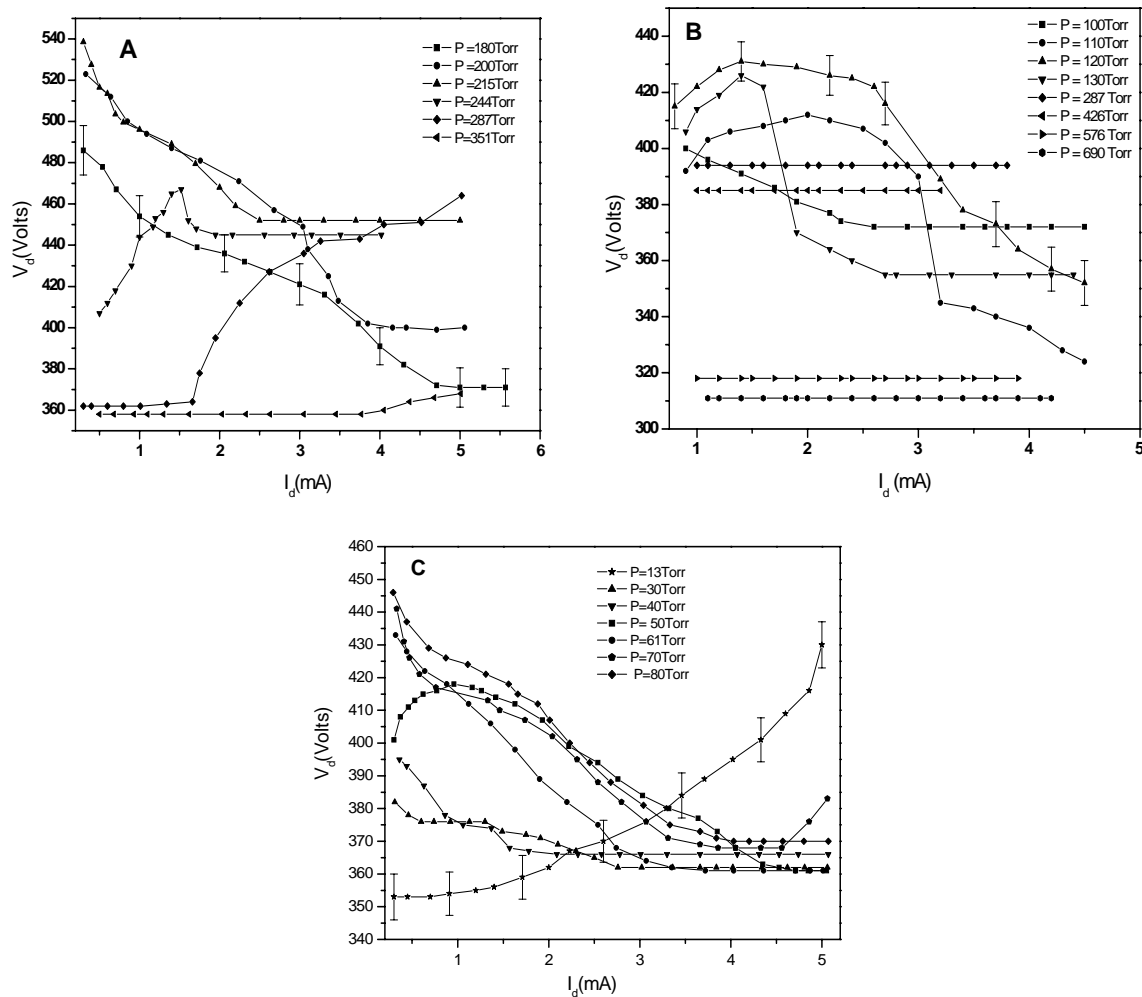 A
P =180Torr
P =200Torr
P =215Torr
P=244Torr
P=287Torr
P=351Torr
540
520
500
480
460
440
420
400
380
360
V_d(Volts)
1
2
3
4
5
6
I_d(mA)
B
P = 100Torr
P = 110Torr
P = 120Torr
P = 130Torr
P = 287 Torr
P = 426Torr
P = 576 Torr
P = 690 Torr
440
420
400
380
360
340
320
300
V_d(Volts)
1
2
3
4
5
I_d (mA)
C
P=13Torr
P=30Torr
P=40Torr
P= 50Torr
P=61Torr
P=70Torr
P=80Torr
460
450
440
430
420
410
400
390
380
370
360
350
340
V_d(Volts)
1
2
3
4
5
I_d(mA)